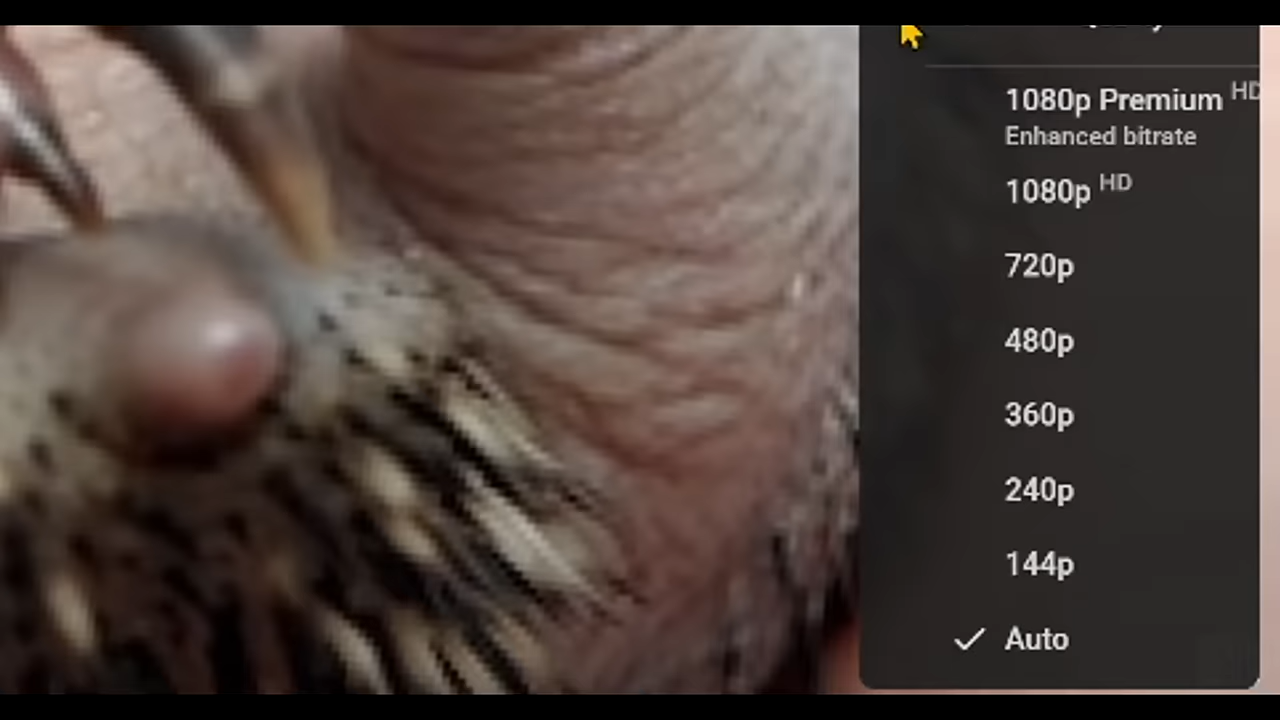 1080p Premium HD
Enhanced bitrate
1080p HD
720p
480p
360p
240p
144p
Auto